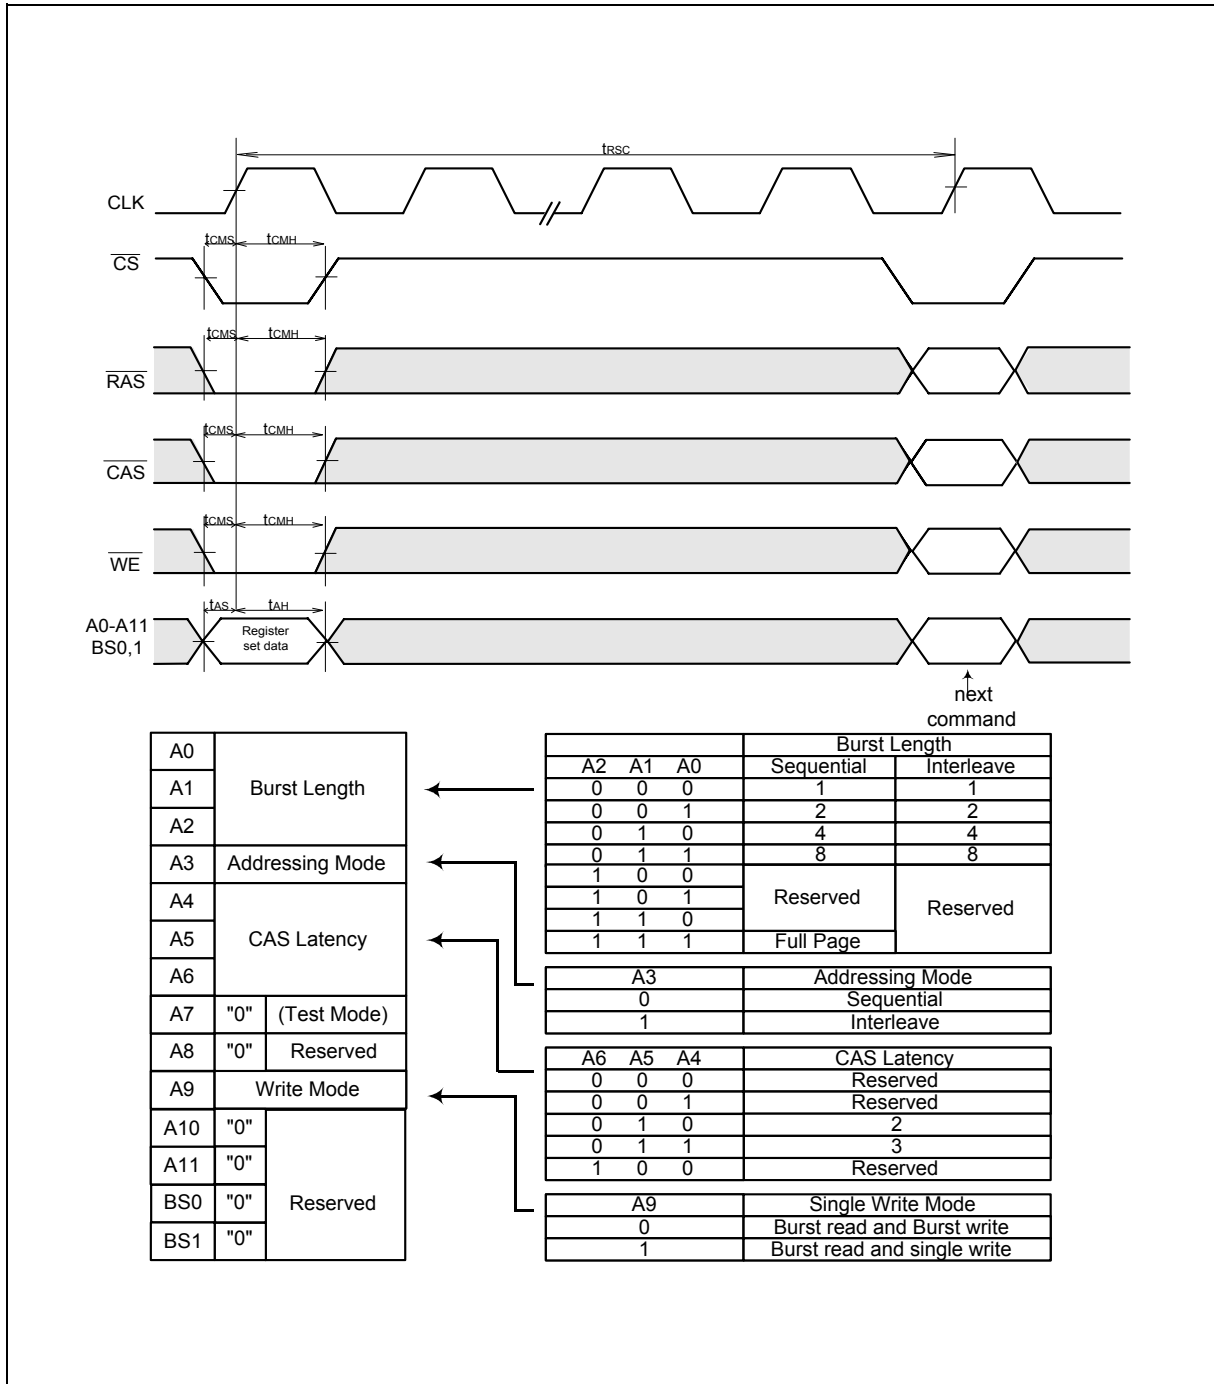 tRSC
CLK
tCMS tCMH
CS
tCMS tCMH
RAS
tCMS tCMH
CAS
tCMS tCMH
WE
tAS tAH
A0-A11
BS0,1
Register
set data
next
command
A0
A1 Burst Length
A2
A3 Addressing Mode
A4
A5 CAS Latency
A6
A7 "0" (Test Mode)
A8 "0" Reserved
A9 Write Mode
A10 "0"
A11 "0"
BS0 "0" Reserved
BS1 "0"
Burst Length
A2 A1 A0 Sequential Interleave
0 0 0 1 1
0 0 1 2 2
0 1 0 4 4
0 1 1 8 8
1 0 0
1 0 1 Reserved Reserved
1 1 0
1 1 1 Full Page
A3 Addressing Mode
0 Sequential
1 Interleave
A6 A5 A4 CAS Latency
0 0 0 Reserved
0 0 1 Reserved
0 1 0 2
0 1 1 3
1 0 0 Reserved
A9 Single Write Mode
0 Burst read and Burst write
1 Burst read and single write